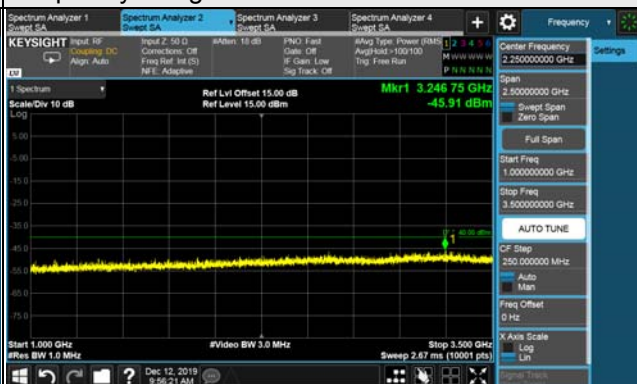 Spectrum Analyzer 1
Swept SA
Spectrum Analyzer 2
Swept SA
Spectrum Analyzer 3
Swept SA
Spectrum Analyzer 4
Swept SA
Frequency
KEYSIGHT
Input: RF
Coupling: DC
Align: Auto
Input Z: 50 Ω
Corrections: Off
Freq Ref: Int (S)
NFE: Adaptive
#Atten: 18 dB
PNO: Fast
Gate: Off
IF Gain: Low
Sig Track: Off
#Avg Type: Power (RMS)
Avg|Hold:>100/100
Trig: Free Run
1 2 3 4 5 6
M W W W W W
P N N N N N
LXI
1 Spectrum
Scale/Div 10 dB
Log
Ref Lvl Offset 15.00 dB
Ref Level 15.00 dBm
Mkr1 3.246 75 GHz
-45.91 dBm
5.00
-5.00
-15.0
-25.0
-35.0
-45.0
-55.0
-65.0
-75.0
1
Start 1.000 GHz
#Res BW 1.0 MHz
#Video BW 3.0 MHz
Stop 3.500 GHz
Sweep 2.67 ms (10001 pts)
Dec 12, 2019
9:56:21 AM
Center Frequency
2.250000000 GHz
Span
2.50000000 GHz
Swept Span
Zero Span
Full Span
Start Freq
1.000000000 GHz
Stop Freq
3.500000000 GHz
AUTO TUNE
CF Step
250.000000 MHz
Auto
Man
Freq Offset
0 Hz
X Axis Scale
Log
Lin
Signal Track
Settings